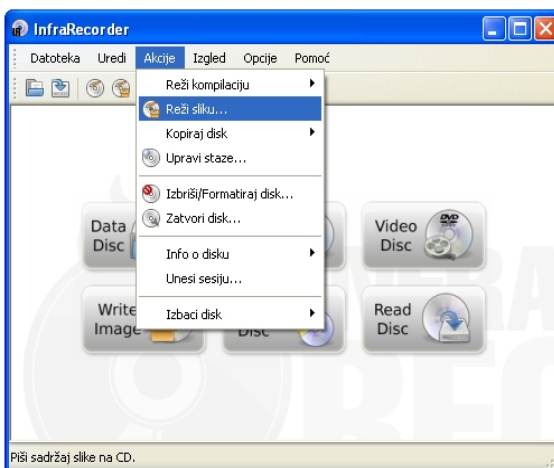 InfraRecorder
Datoteka Uredi Akcije Izgled Opcije Pomoć
Reži kompilaciju
Reži sliku...
Kopiraj disk
Upravi staze...
Izbriši/Formatiraj disk...
Zatvori disk...
Info o disku
Unesi sesiju...
Izbaci disk
Data
Disc
Video
Disc
Write
Image
Disc
Read
Disc
Piši sadržaj slike na CD.